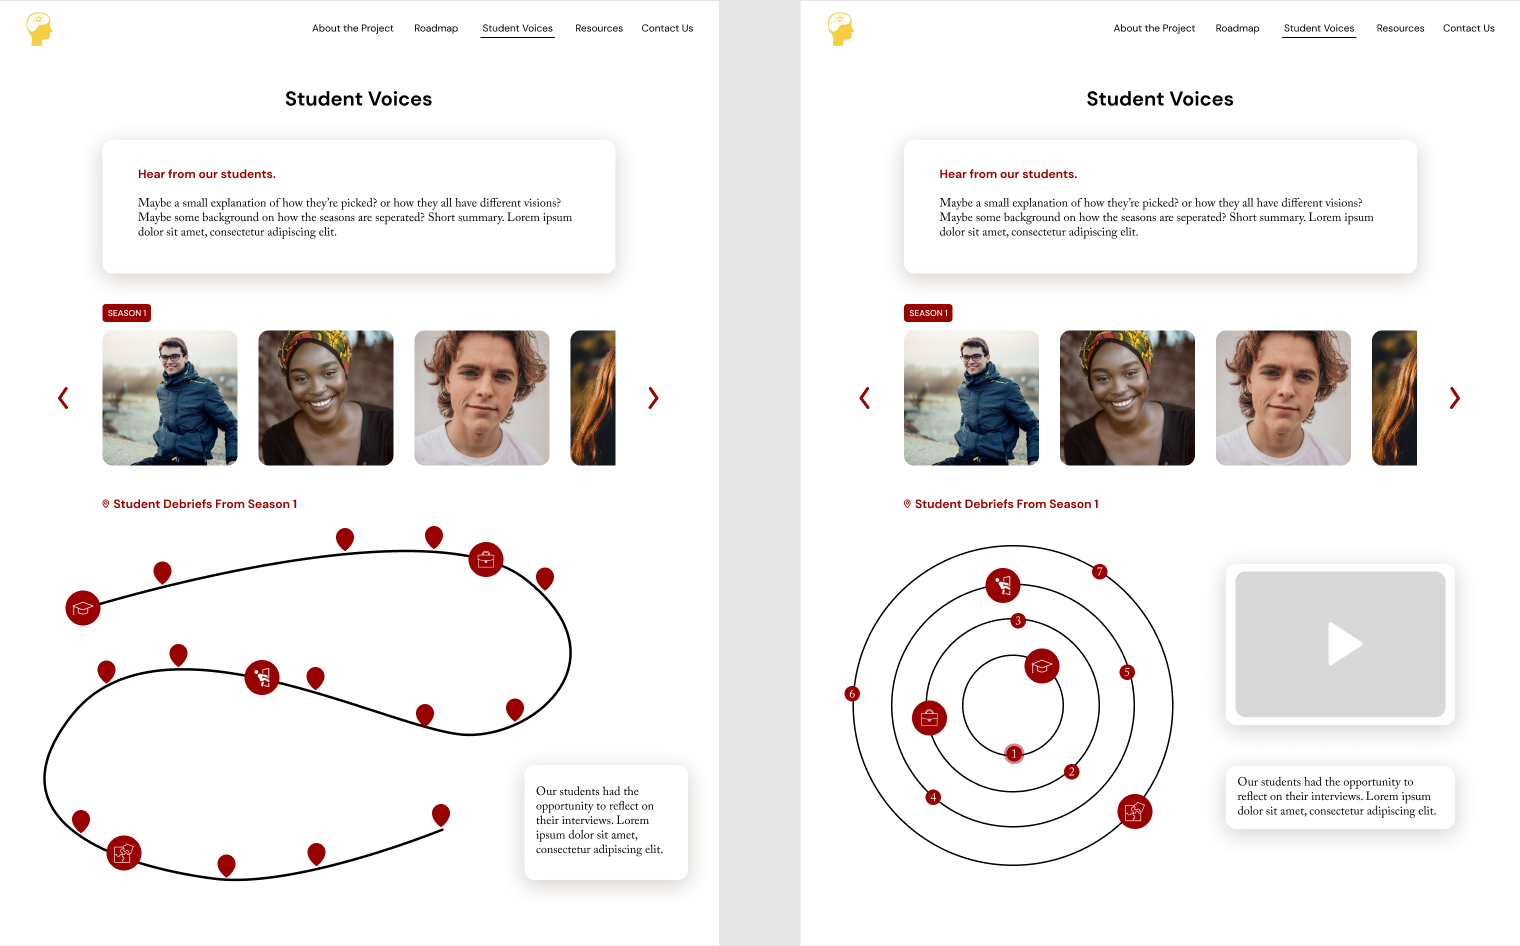 About the Project Roadmap Student Voices Resources Contact Us
Student Voices
Hear from our students.
Maybe a small explanation of how they're picked? or how they all have different visions?
Maybe some background on how the seasons are seperated? Short summary. Lorem ipsum
dolor sit amet, consectetur adipiscing elit.
SEASON 1
Student Debriefs From Season 1
Our students had the
opportunity to reflect on
their interviews. Lorem
ipsum dolor sit amet,
consectetur adipiscing elit.
About the Project Roadmap Student Voices Resources Contact Us
Student Voices
Hear from our students.
Maybe a small explanation of how they're picked? or how they all have different visions?
Maybe some background on how the seasons are seperated? Short summary. Lorem ipsum
dolor sit amet, consectetur adipiscing elit.
SEASON 1
Student Debriefs From Season 1
7
3
5
6
1
2
4
Our students had the opportunity to
reflect on their interviews. Lorem ipsum
dolor sit amet, consectetur adipiscing elit.